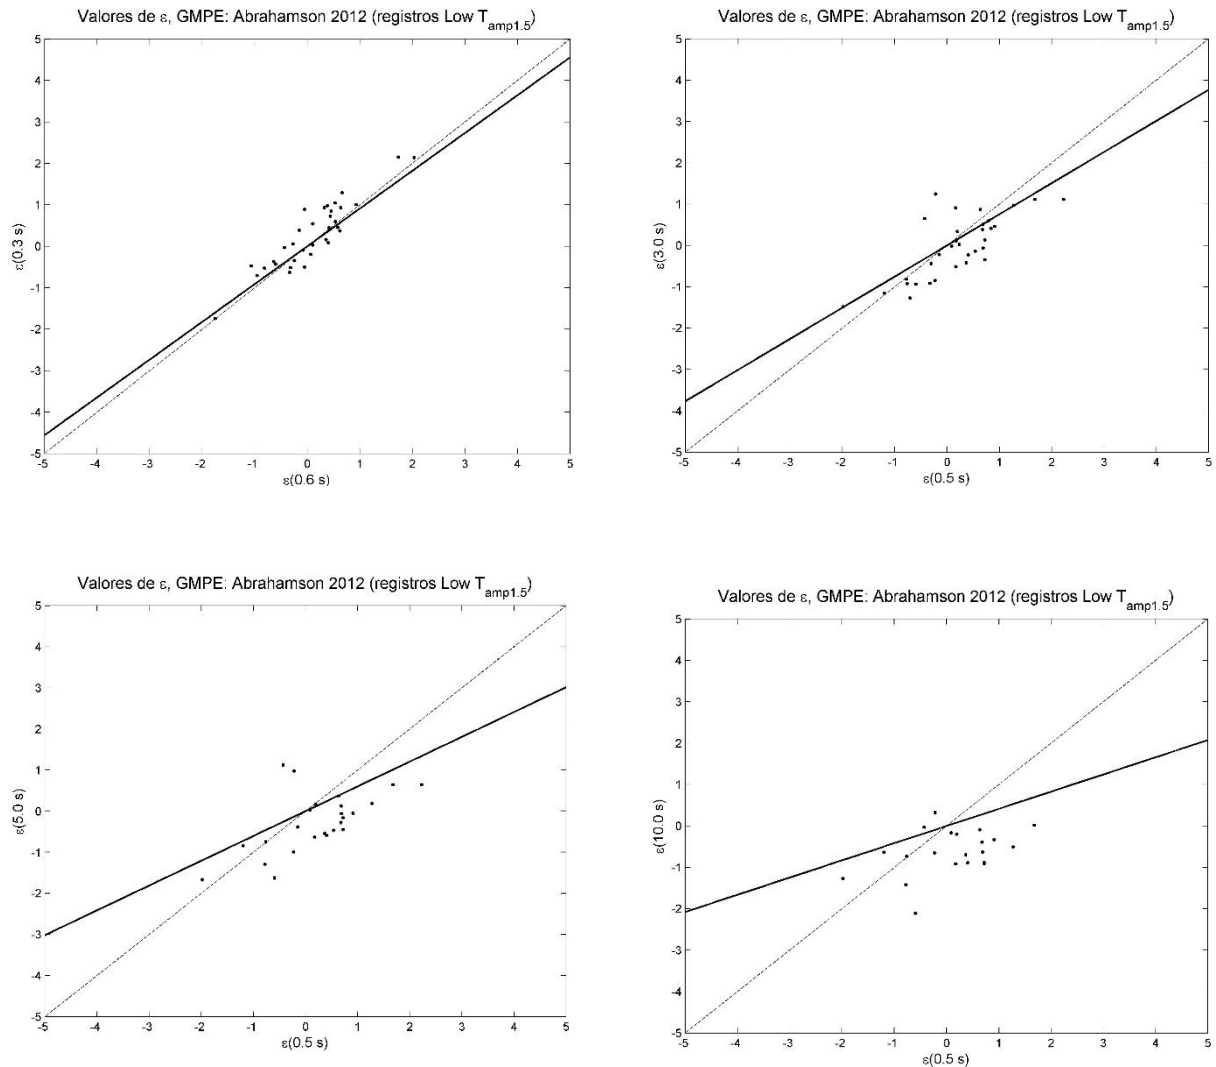 Valores de ε, GMPE: Abrahamson 2012 (registros Low T_amp1.5)
5
4
3
2
1
0
-1
-2
-3
-4
-5
ε(0.3 s)
-5 -4 -3 -2 -1 0 1 2 3 4 5
ε(0.6 s)
Valores de ε, GMPE: Abrahamson 2012 (registros Low T_amp1.5)
5
4
3
2
1
0
-1
-2
-3
-4
-5
ε(3.0 s)
-5 -4 -3 -2 -1 0 1 2 3 4 5
ε(0.5 s)
Valores de ε, GMPE: Abrahamson 2012 (registros Low T_amp1.5)
5
4
3
2
1
0
-1
-2
-3
-4
-5
ε(5.0 s)
-5 -4 -3 -2 -1 0 1 2 3 4 5
ε(0.5 s)
Valores de ε, GMPE: Abrahamson 2012 (registros Low T_amp1.5)
5
4
3
2
1
0
-1
-2
-3
-4
-5
ε(10.0 s)
-5 -4 -3 -2 -1 0 1 2 3 4 5
ε(0.5 s)